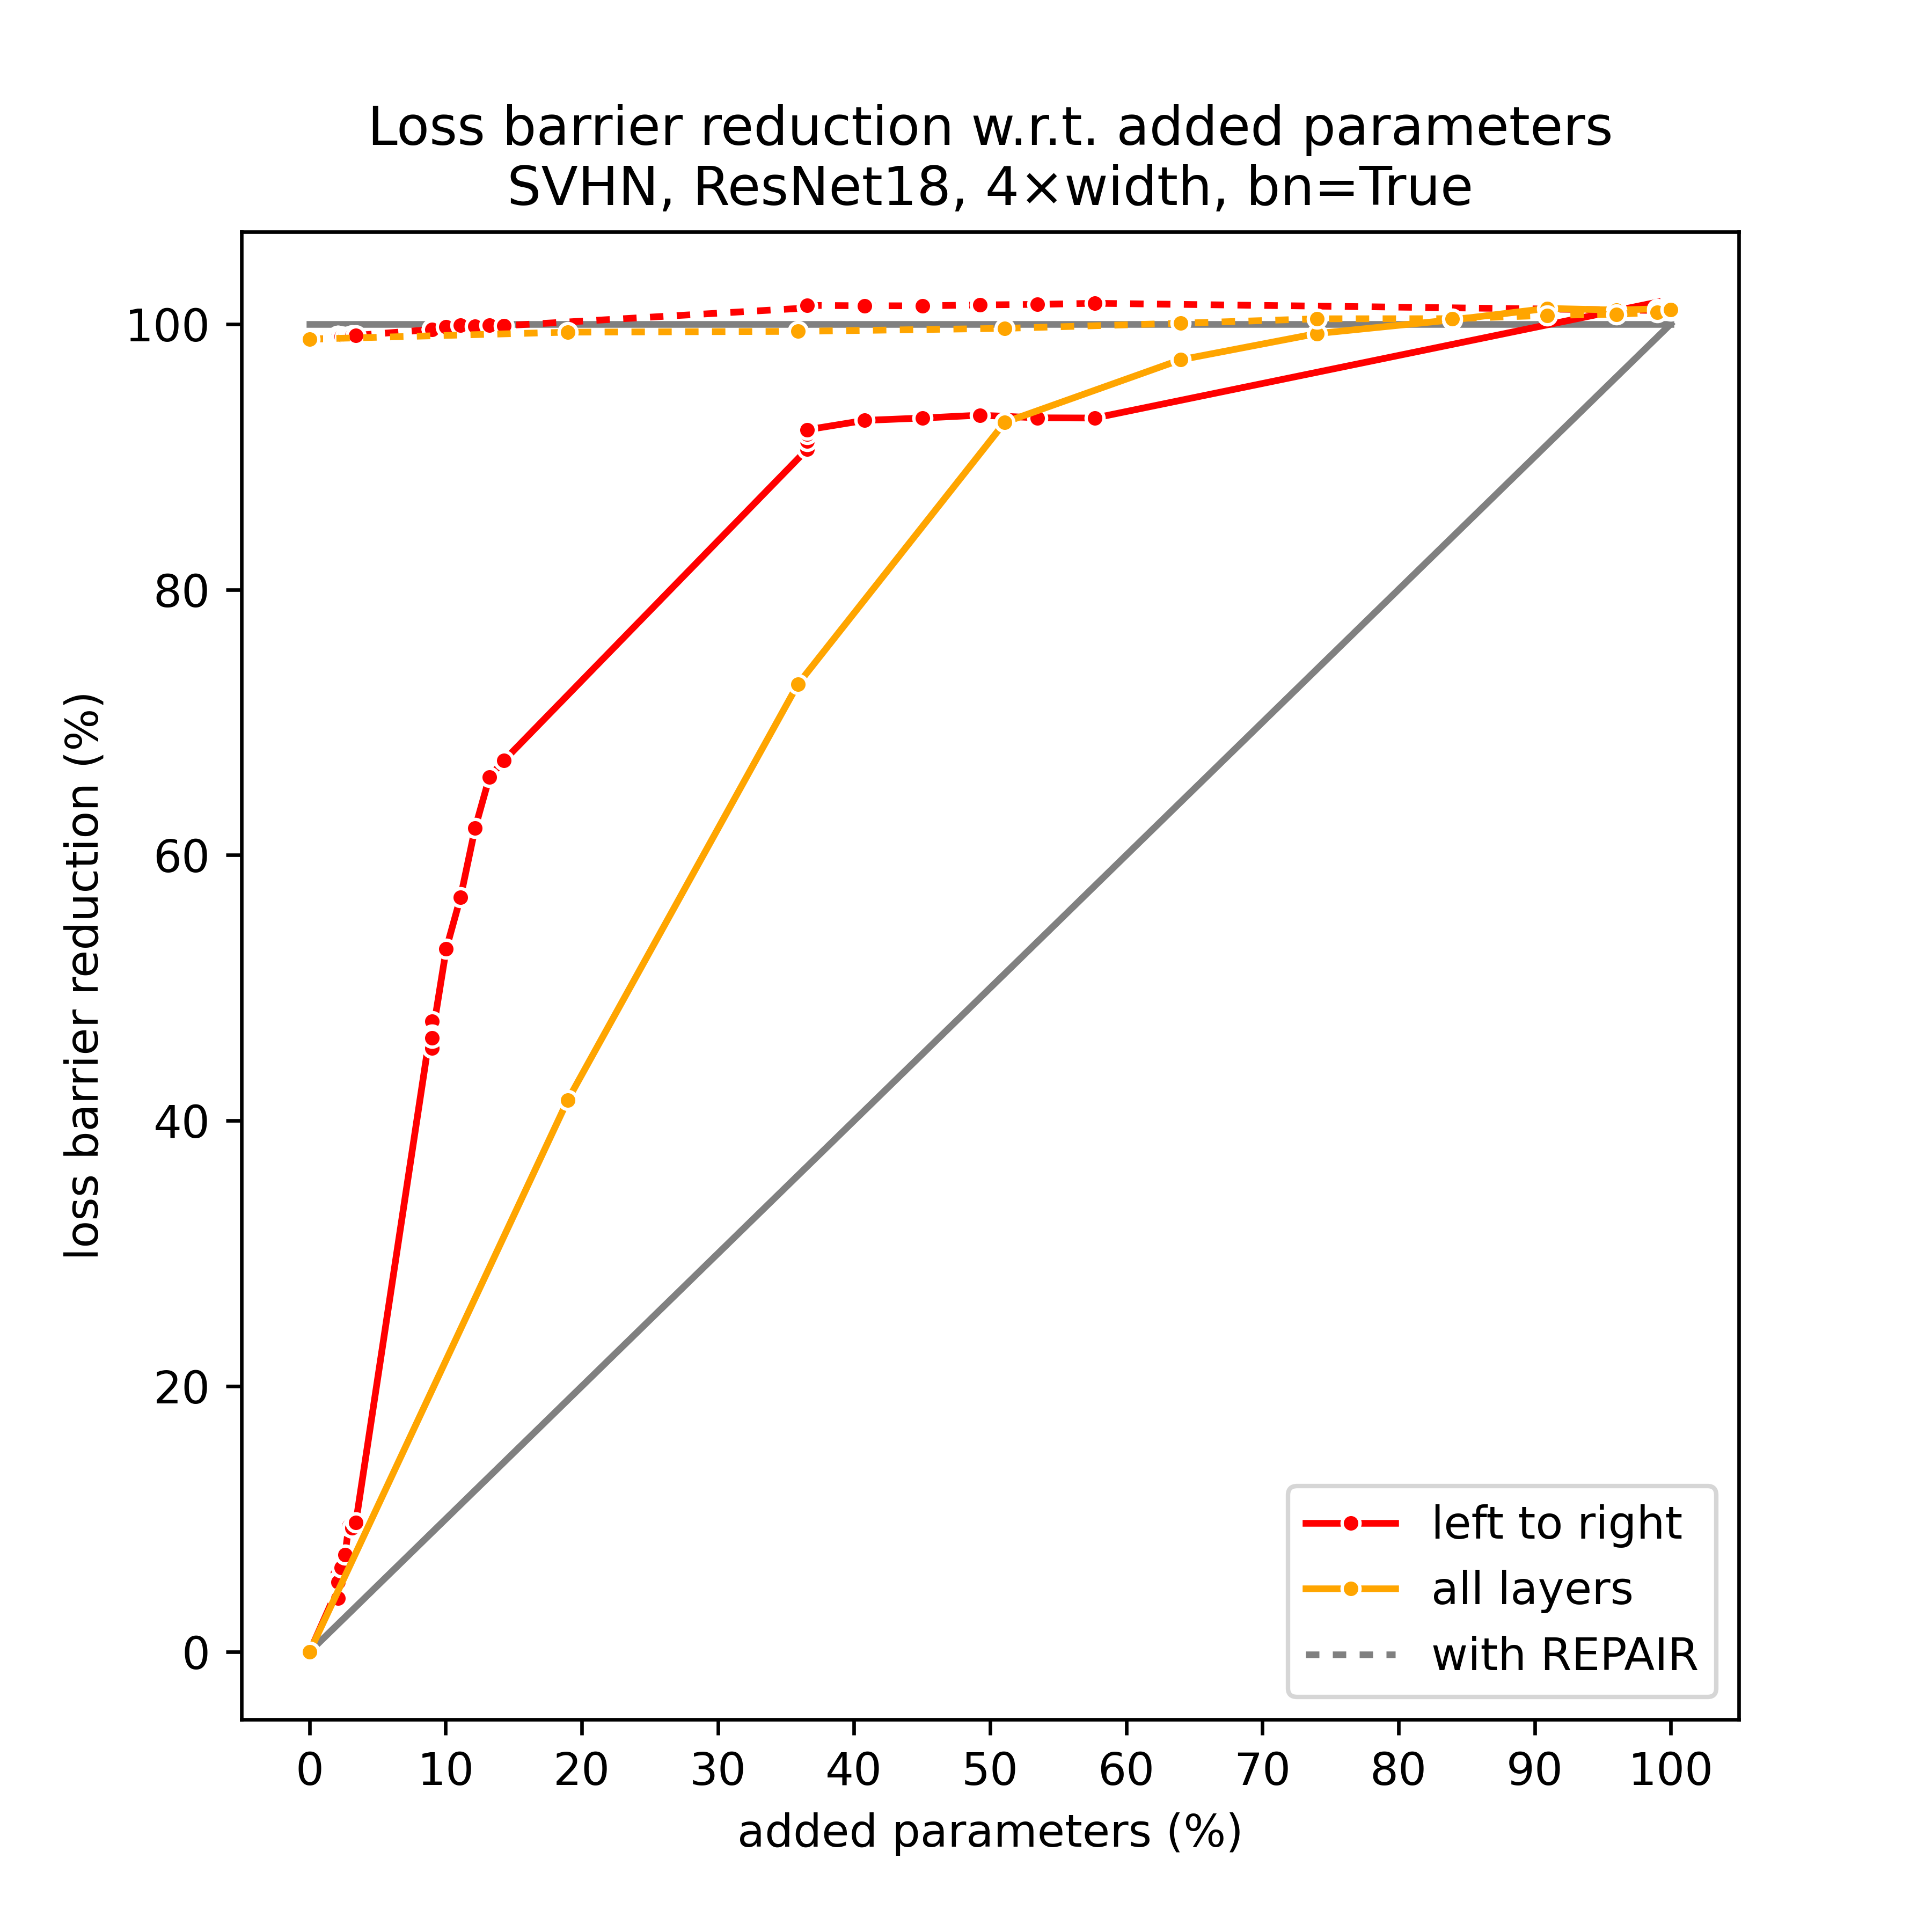 Loss barrier reduction w.r.t. added parameters
SVHN, ResNet18, 4×width, bn=True
loss barrier reduction (%)
100
80
60
40
20
0
0 10 20 30 40 50 60 70 80 90 100
added parameters (%)
left to right
all layers
with REPAIR